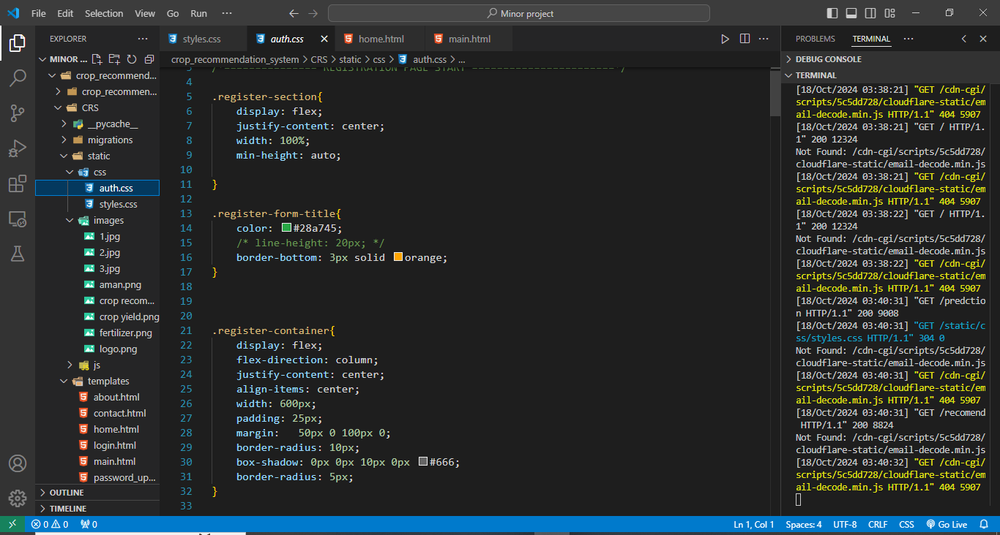 File Edit Selection View Go Run ··· Minor project
EXPLORER ···
MINOR ...
crop_recommend...
crop_recommen...
CRS
__pycache__
migrations
static
css
auth.css
styles.css
images
1.jpg
2.jpg
3.jpg
aman.png
crop recom...
crop yield.png
fertilizer.png
logo.png
js
templates
about.html
contact.html
home.html
login.html
main.html
password_up...
OUTLINE
TIMELINE
styles.css auth.css home.html main.html ···
crop_recommendation_system > CRS > static > css > auth.css > ...
REGISTRATION PAGE START
4
5 .register-section{
6 display: flex;
7 justify-content: center;
8 width: 100%;
9 min-height: auto;
10
11 }
12
13 .register-form-title{
14 color: #28a745;
15 /* line-height: 20px; */
16 border-bottom: 3px solid orange;
17 }
18
19
20
21 .register-container{
22 display: flex;
23 flex-direction: column;
24 justify-content: center;
25 align-items: center;
26 width: 600px;
27 padding: 25px;
28 margin:   50px 0 100px 0;
29 border-radius: 10px;
30 box-shadow: 0px 0px 10px 0px #666;
31 border-radius: 5px;
32 }
33
PROBLEMS TERMINAL ···
DEBUG CONSOLE
TERMINAL
[18/Oct/2024 03:38:21] "GET /cdn-cgi/
scripts/5c5dd728/cloudflare-static/em
ail-decode.min.js HTTP/1.1" 404 5907
[18/Oct/2024 03:38:21] "GET / HTTP/1.
1" 200 12324
Not Found: /cdn-cgi/scripts/5c5dd728/
cloudflare-static/email-decode.min.js
[18/Oct/2024 03:38:21] "GET /cdn-cgi/
scripts/5c5dd728/cloudflare-static/em
ail-decode.min.js HTTP/1.1" 404 5907
[18/Oct/2024 03:38:22] "GET / HTTP/1.
1" 200 12324
Not Found: /cdn-cgi/scripts/5c5dd728/
cloudflare-static/email-decode.min.js
[18/Oct/2024 03:38:22] "GET /cdn-cgi/
scripts/5c5dd728/cloudflare-static/em
ail-decode.min.js HTTP/1.1" 404 5907
[18/Oct/2024 03:40:31] "GET /predctio
n HTTP/1.1" 200 9008
[18/Oct/2024 03:40:31] "GET /static/c
ss/styles.css HTTP/1.1" 304 0
Not Found: /cdn-cgi/scripts/5c5dd728/
cloudflare-static/email-decode.min.js
[18/Oct/2024 03:40:31] "GET /cdn-cgi/
scripts/5c5dd728/cloudflare-static/em
ail-decode.min.js HTTP/1.1" 404 5907
[18/Oct/2024 03:40:31] "GET /recomend
HTTP/1.1" 200 8824
Not Found: /cdn-cgi/scripts/5c5dd728/
cloudflare-static/email-decode.min.js
[18/Oct/2024 03:40:32] "GET /cdn-cgi/
scripts/5c5dd728/cloudflare-static/em
ail-decode.min.js HTTP/1.1" 404 5907
0 0 0 Ln 1, Col 1 Spaces: 4 UTF-8 CRLF CSS Go Live